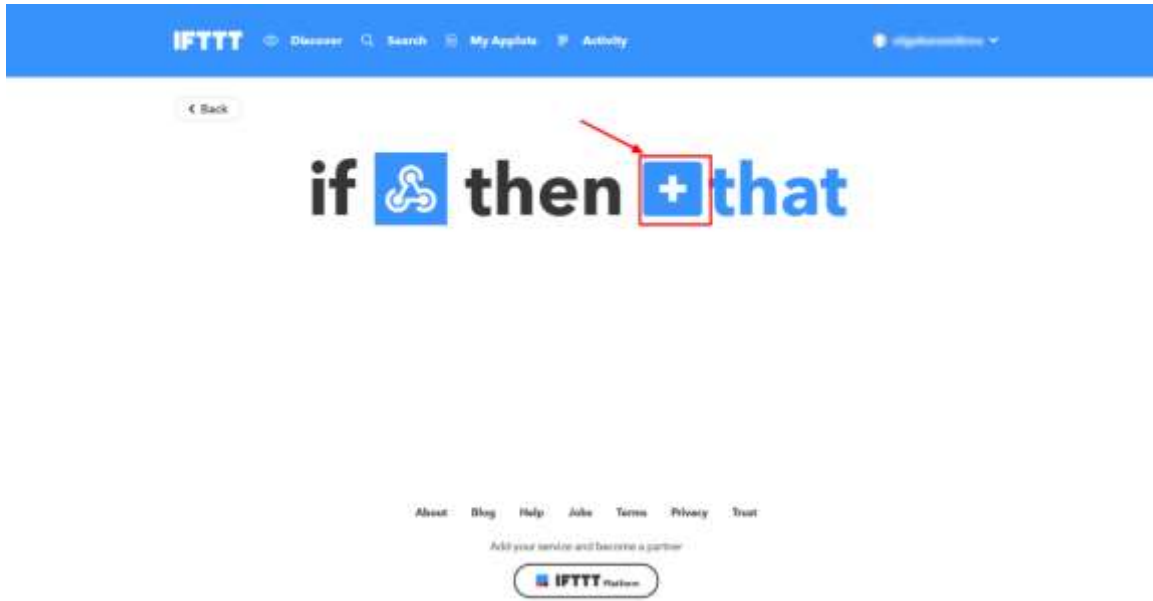 IFTTT Discover Search My Applets Activity
Back
if then + that
About Blog Help Jobs Terms Privacy Trust
Add your service and become a partner
IFTTT Platform